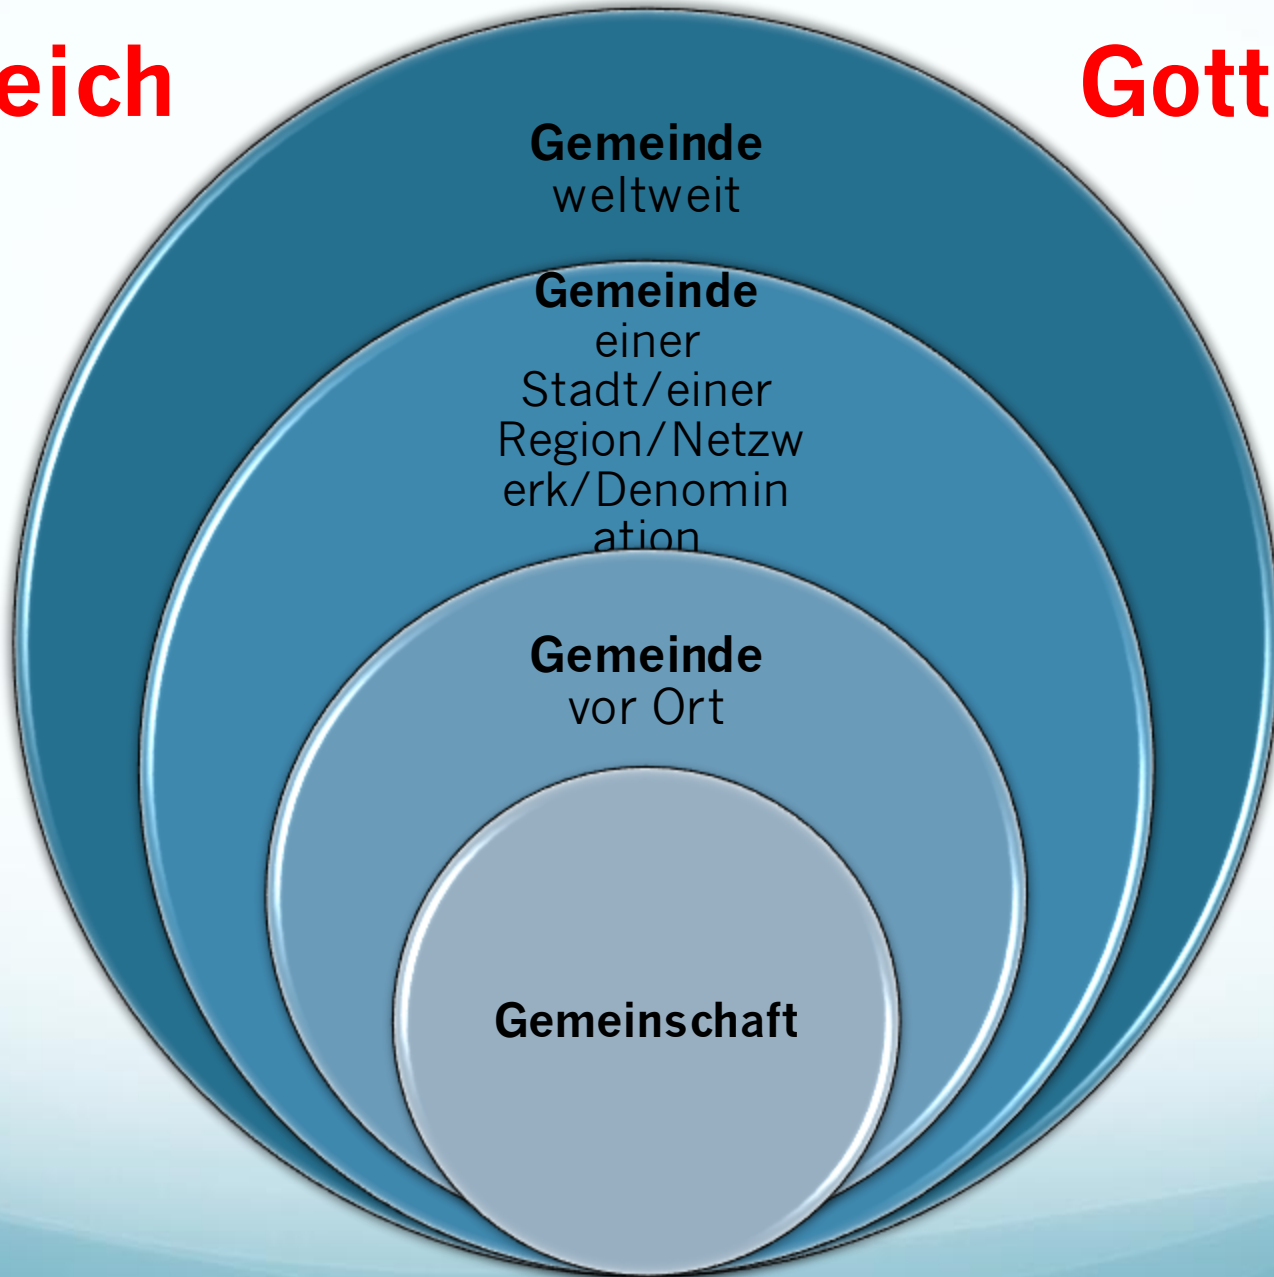 eich Gott
Gemeinde
weltweit
Gemeinde
einer
Stadt/einer
Region/Netzw
erk/Denomin
ation
Gemeinde
vor Ort
Gemeinschaft